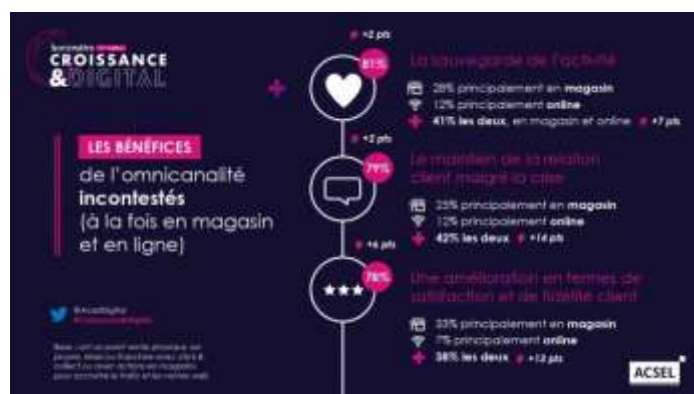 baromètre
CROISSANCE
&DIGITAL
LES BÉNÉFICES
de l'omnicanalité
incontestés
(à la fois en magasin
et en ligne)
@AcselDigital
+2 pts
81%
La sauvegarde de l'activité
28% principalement en magasin
12% principalement online
41% les deux, en magasin et online +7 pts
+2 pts
79%
Le maintien de la relation
client malgré la crise
25% principalement en magasin
12% principalement online
42% les deux +14 pts
+6 pts
78%
Une amélioration en termes de
satisfaction et de fidélité client
33% principalement en magasin
7% principalement online
38% les deux +12 pts
ACSEL